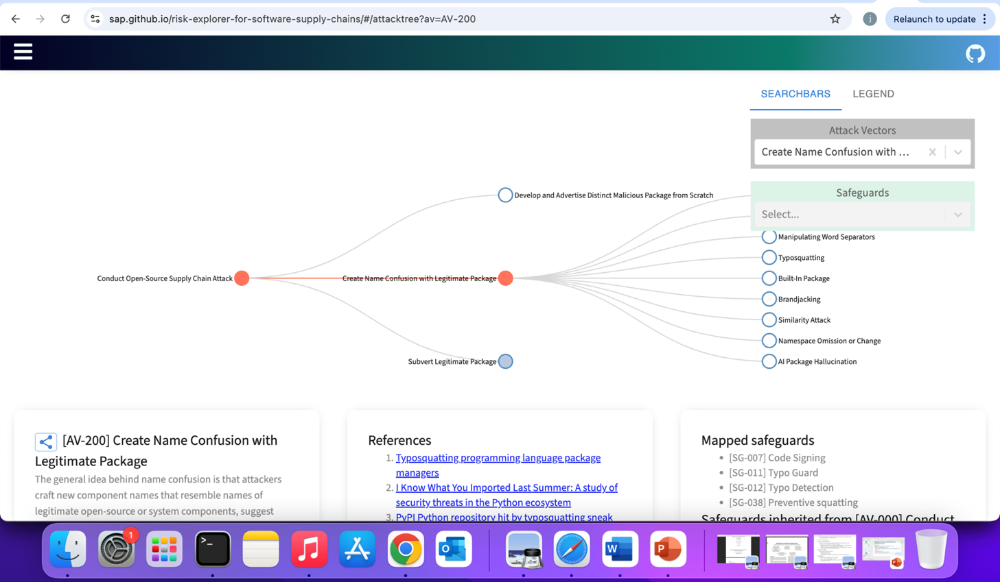 sap.github.io/risk-explorer-for-software-supply-chains/#/attacktree?av=AV-200
i
Relaunch to update
SEARCHBARS
LEGEND
Attack Vectors
Create Name Confusion with ...
Safeguards
Select...
Develop and Advertise Distinct Malicious Package from Scratch
Manipulating Word Separators
Typosquatting
Conduct Open-Source Supply Chain Attack
Create Name Confusion with Legitimate Package
Built-In Package
Brandjacking
Similarity Attack
Namespace Omission or Change
Subvert Legitimate Package
AI Package Hallucination
[AV-200] Create Name Confusion with
Legitimate Package
The general idea behind name confusion is that attackers
craft new component names that resemble names of
legitimate open-source or system components, suggest
References
1. Typosquatting programming language package
managers
2. I Know What You Imported Last Summer: A study of
security threats in the Python ecosystem
3. PyPI Python repository hit by typosquatting sneak
Mapped safeguards
• [SG-007] Code Signing
• [SG-011] Typo Guard
• [SG-012] Typo Detection
• [SG-038] Preventive squatting
Safeguards inherited from [AV-000] Conduct
1
>_
O
W
P